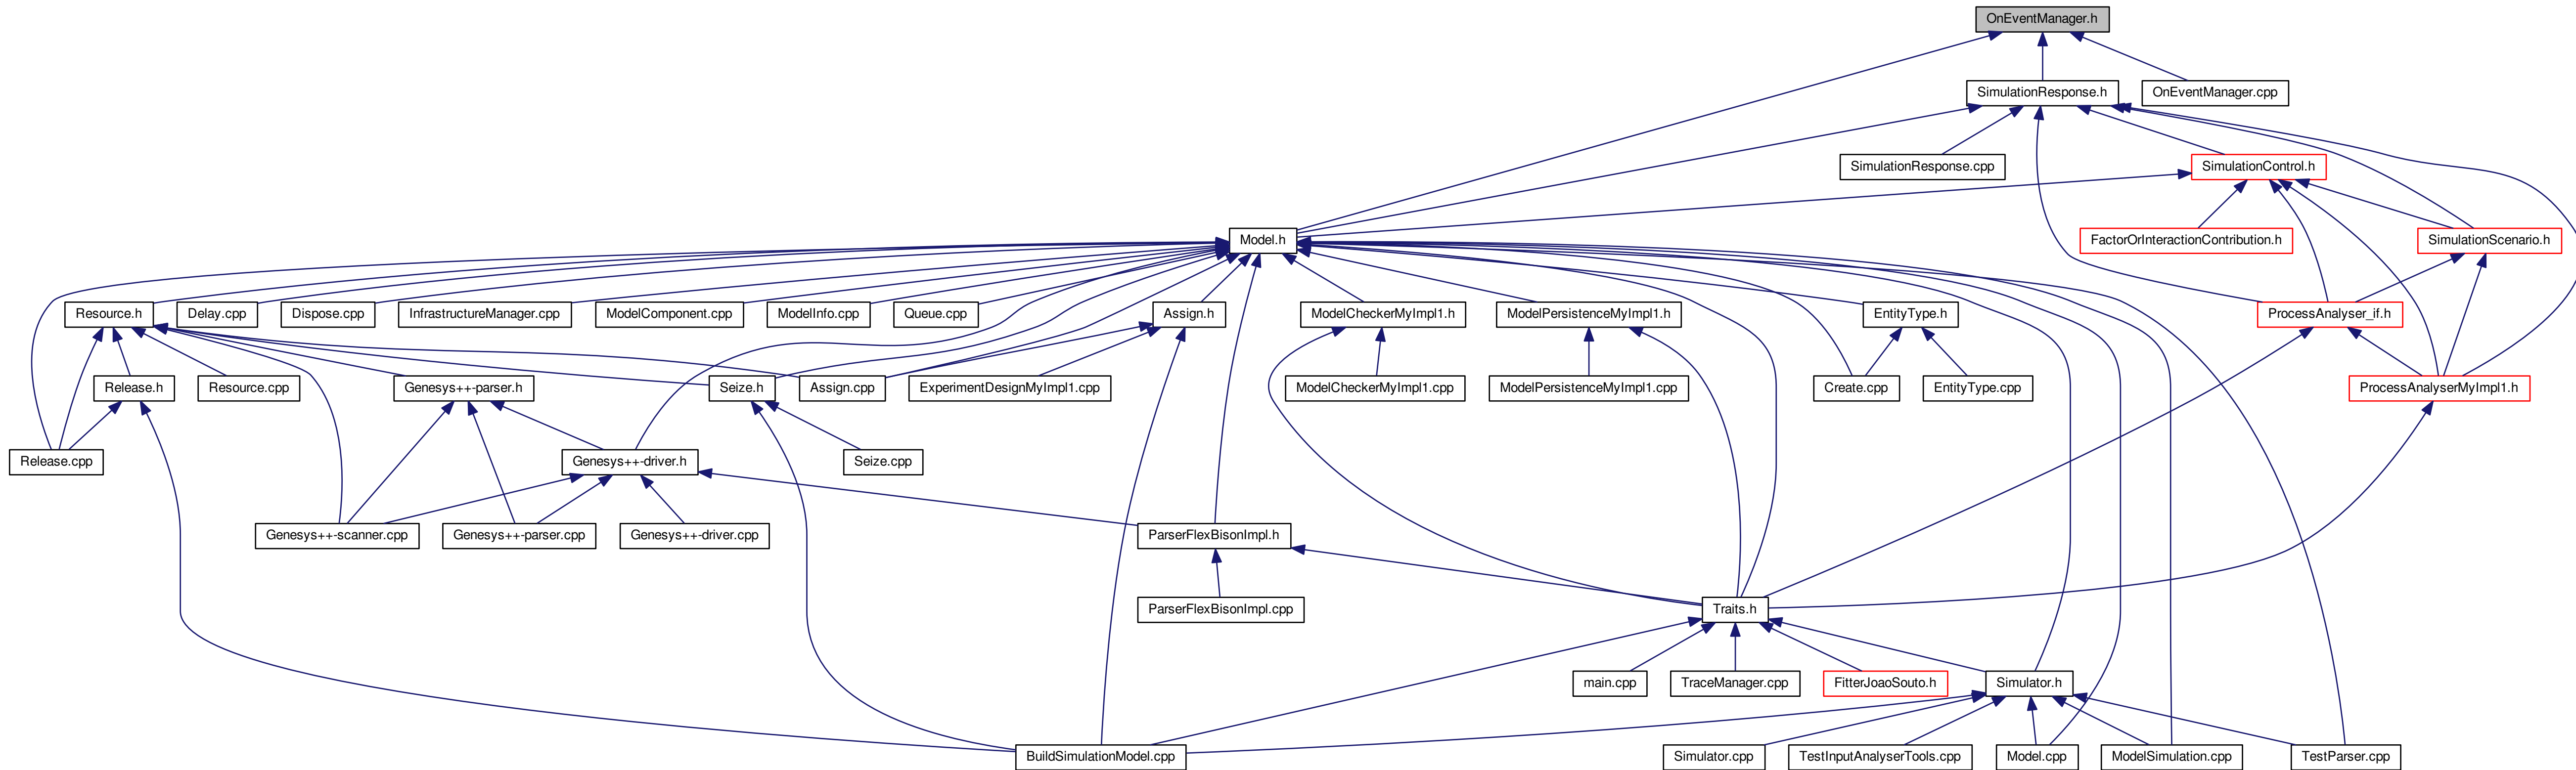 OnEventManager.h
SimulationResponse.h
OnEventManager.cpp
SimulationResponse.cpp
SimulationControl.h
Model.h
FactorOrInteractionContribution.h
SimulationScenario.h
Resource.h
Delay.cpp
Dispose.cpp
InfrastructureManager.cpp
ModelComponent.cpp
ModelInfo.cpp
Queue.cpp
Assign.h
ModelCheckerMyImpl1.h
ModelPersistenceMyImpl1.h
EntityType.h
ProcessAnalyser_if.h
Release.h
Resource.cpp
Genesys++-parser.h
Seize.h
Assign.cpp
ExperimentDesignMyImpl1.cpp
ModelCheckerMyImpl1.cpp
ModelPersistenceMyImpl1.cpp
Create.cpp
EntityType.cpp
ProcessAnalyserMyImpl1.h
Release.cpp
Genesys++-driver.h
Seize.cpp
Genesys++-scanner.cpp
Genesys++-parser.cpp
Genesys++-driver.cpp
ParserFlexBisonImpl.h
ParserFlexBisonImpl.cpp
Traits.h
main.cpp
TraceManager.cpp
FitterJoaoSouto.h
Simulator.h
BuildSimulationModel.cpp
Simulator.cpp
TestInputAnalyserTools.cpp
Model.cpp
ModelSimulation.cpp
TestParser.cpp